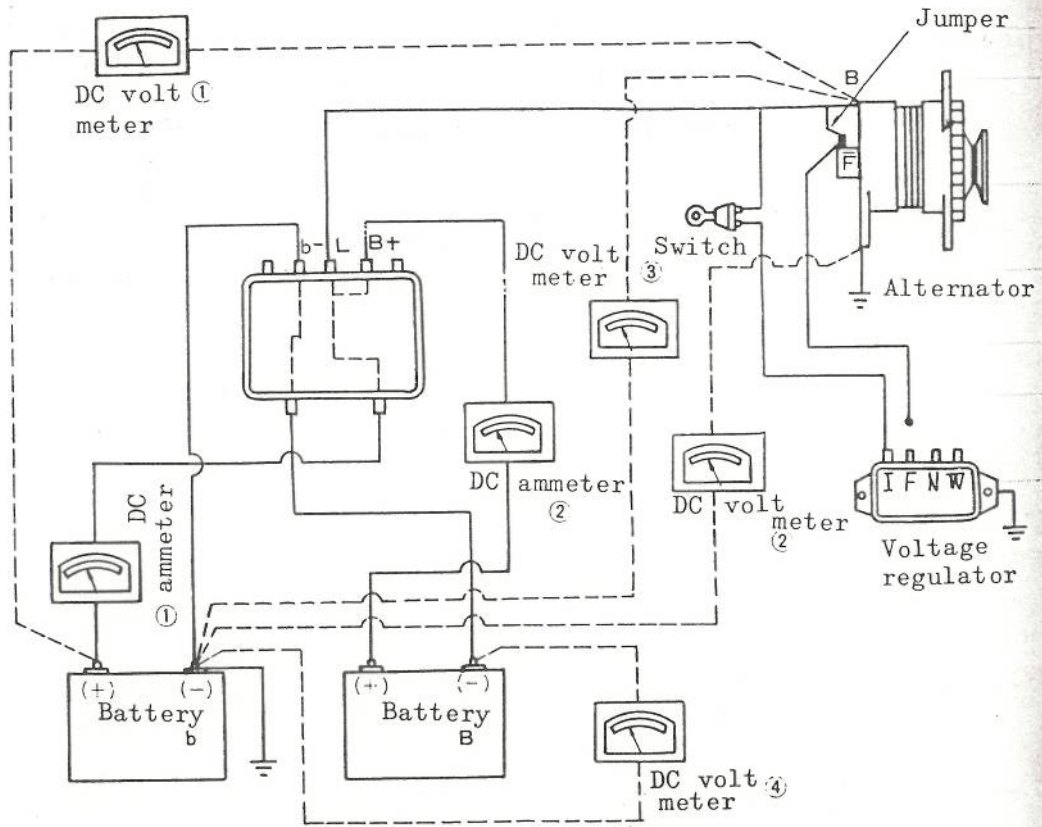 Jumper
DC volt ①
meter
B
F
b- L B+
Switch
DC volt
meter ③
Alternator
DC ammeter
②
DC
ammeter
①
DC volt
meter
②
I F N W
Voltage
regulator
(+) (-)
Battery
b
(+) (-)
Battery
B
DC volt ④
meter